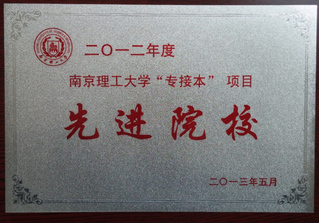 二〇一二年度
南京理工大学“专接本” 项目
先进院校
二〇一三年五月